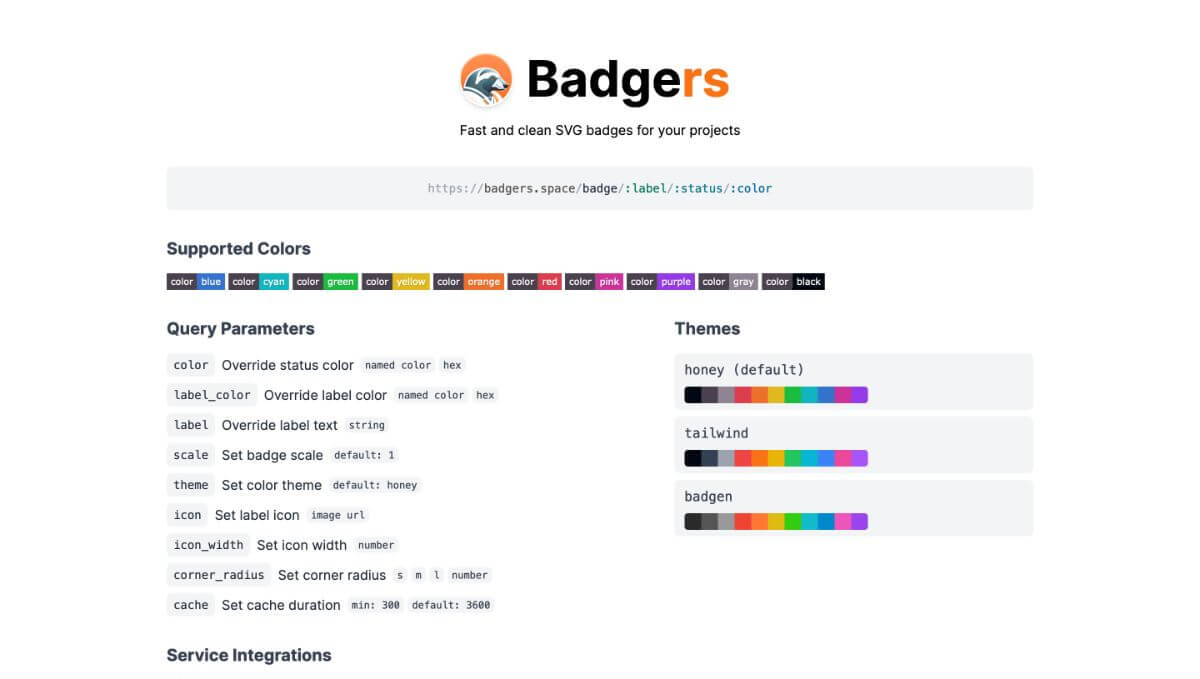 Badgers
Fast and clean SVG badges for your projects
https://badgers.space/badge/:label/:status/:color
Supported Colors
color blue color cyan color green color yellow color orange color red color pink color purple color gray color black
Query Parameters
color Override status color named color hex
label_color Override label color named color hex
label Override label text string
scale Set badge scale default: 1
theme Set color theme default: honey
icon Set label icon image url
icon_width Set icon width number
corner_radius Set corner radius s m l number
cache Set cache duration min: 300 default: 3600
Themes
honey (default)
tailwind
badgen
Service Integrations